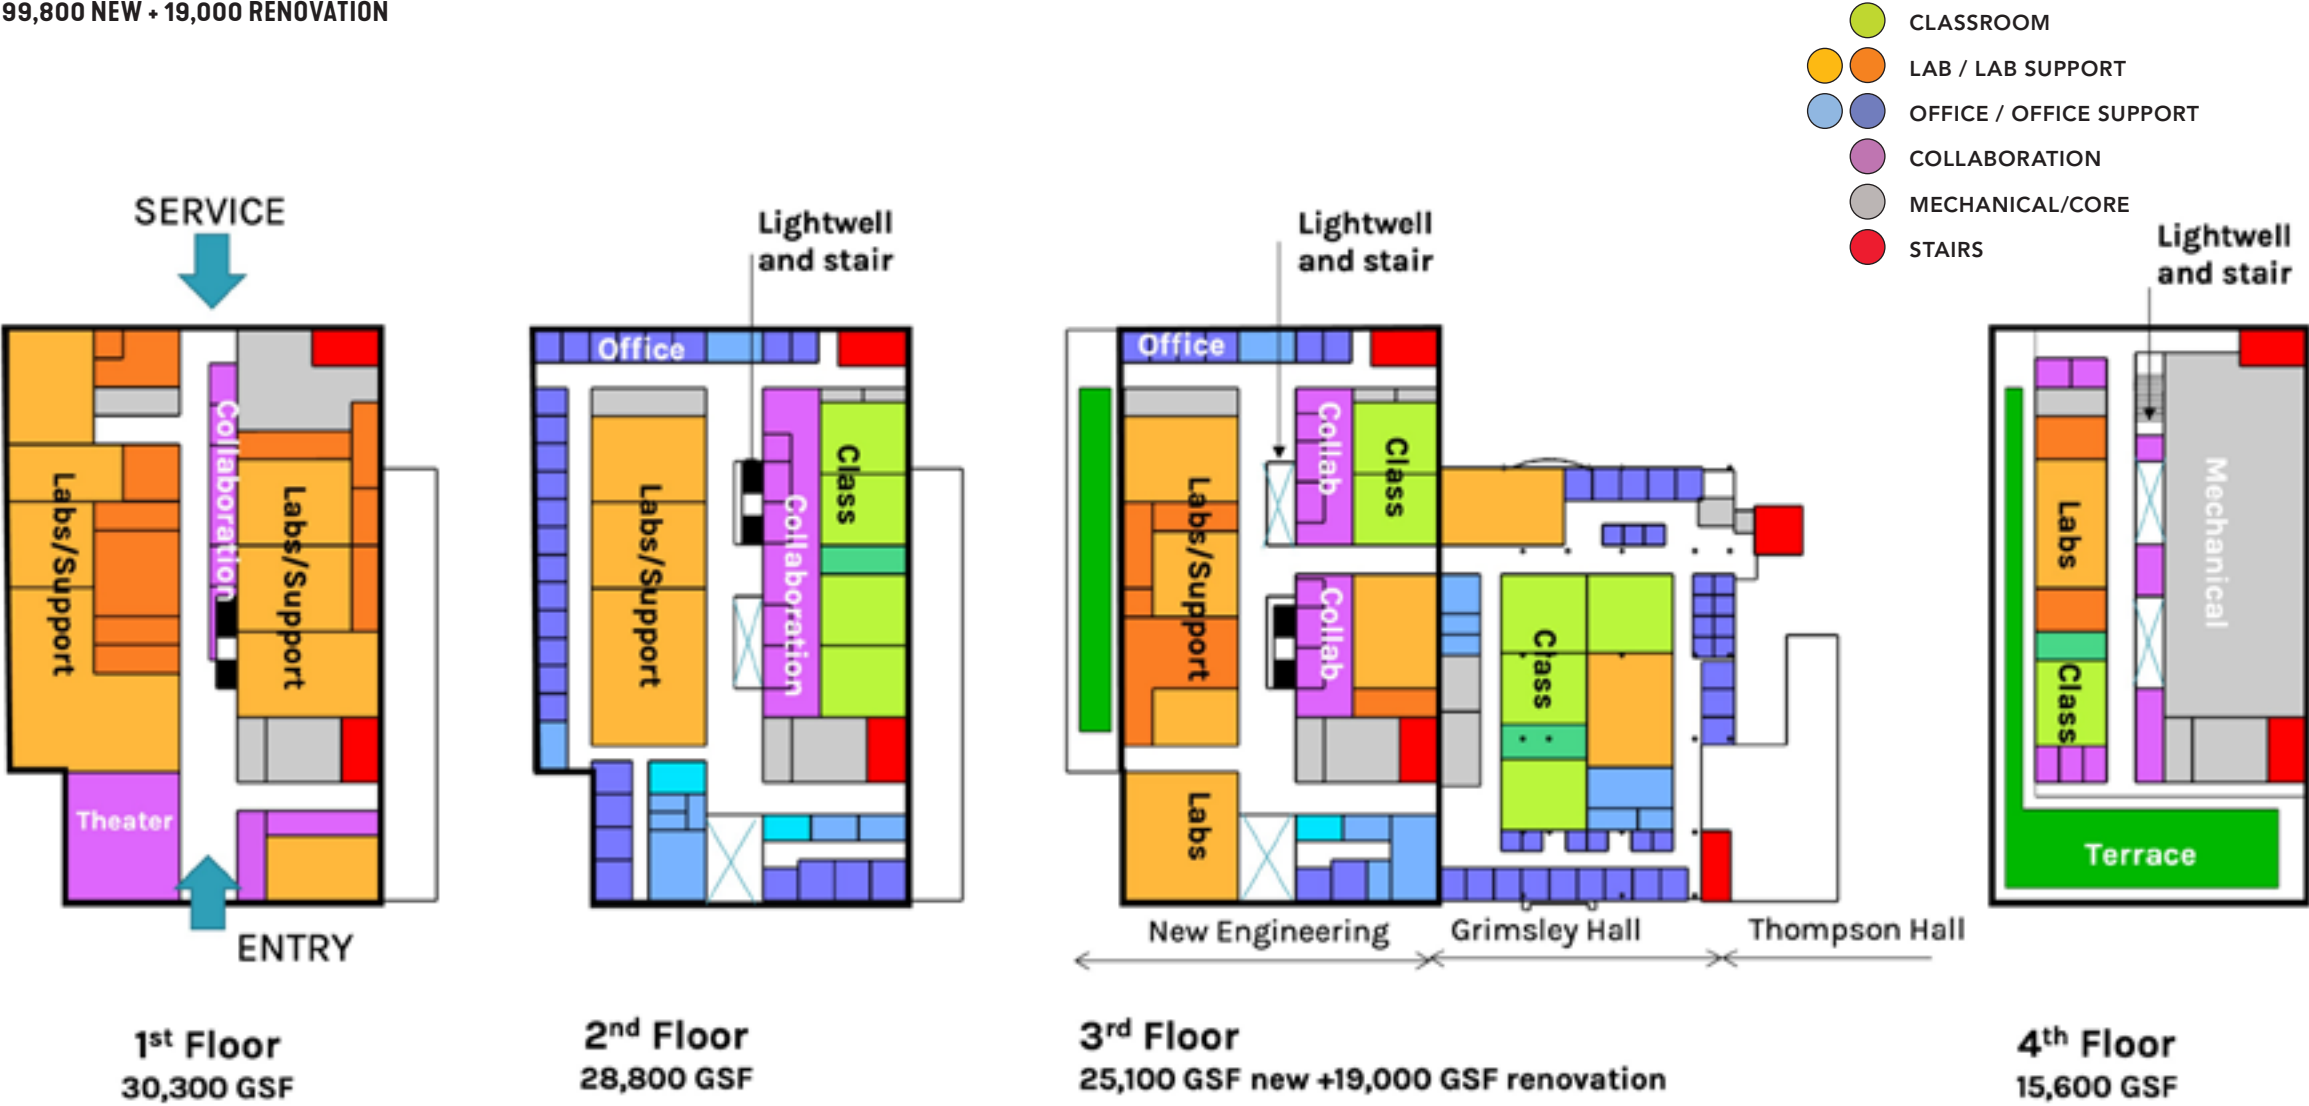 99,800 NEW + 19,000 RENOVATION
CLASSROOM
LAB / LAB SUPPORT
OFFICE / OFFICE SUPPORT
COLLABORATION
MECHANICAL/CORE
STAIRS
SERVICE
Collaboration
Labs/Support
Labs/Support
Theater
ENTRY
1st Floor
30,300 GSF
Lightwell
and stair
Office
Labs/Support
Collaboration
Class
2nd Floor
28,800 GSF
Lightwell
and stair
Office
Labs/Support
Collab
Class
Collab
Class
Labs
New Engineering
Grimsley Hall
Thompson Hall
3rd Floor
25,100 GSF new +19,000 GSF renovation
Lightwell
and stair
Labs
Mechanical
Class
Terrace
4th Floor
15,600 GSF